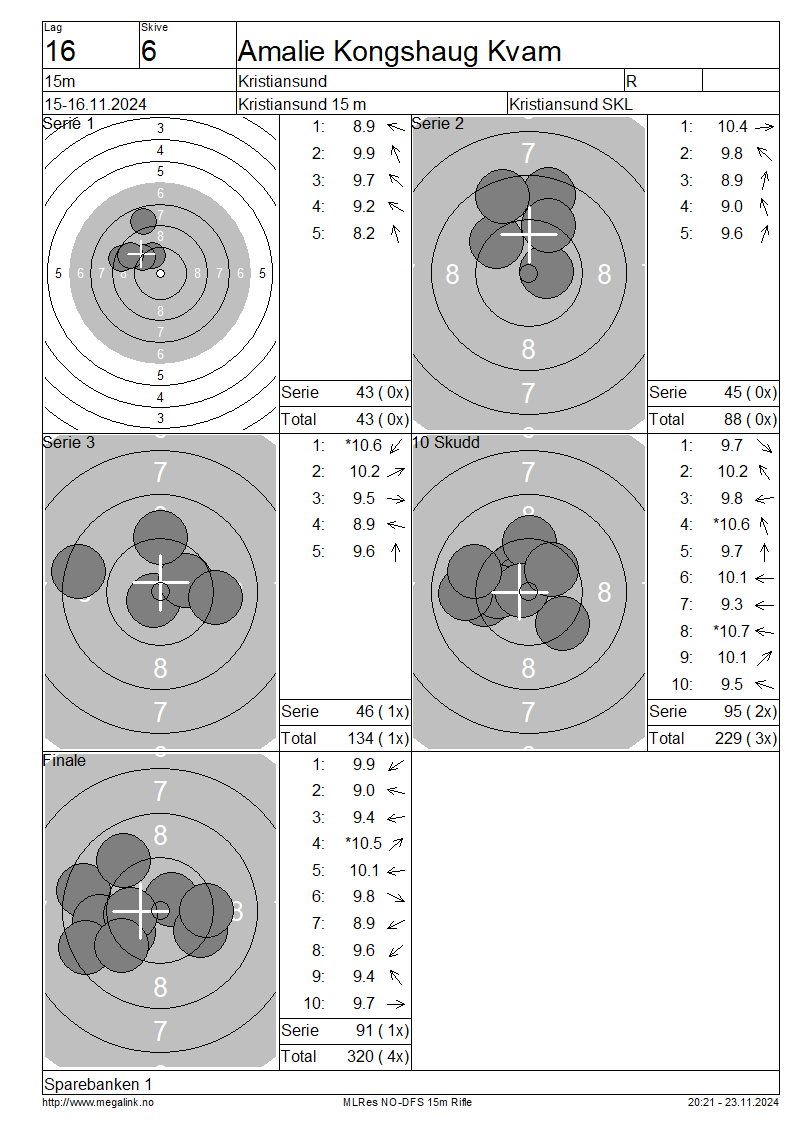 Lag Skive
16 6 Amalie Kongshaug Kvam
15m Kristiansund R
15-16.11.2024 Kristiansund 15 m Kristiansund SKL
Serie 1
3
4
5
6
7
8
5 6 7 8 8 7 6 5
8
7
6
5
4
3
1: 8.9
2: 9.9
3: 9.7
4: 9.2
5: 8.2
Serie 43 ( 0x)
Total 43 ( 0x)
Serie 2
7
8 8
8
7
1: 10.4
2: 9.8
3: 8.9
4: 9.0
5: 9.6
Serie 45 ( 0x)
Total 88 ( 0x)
Serie 3
7
8
7
1: *10.6
2: 10.2
3: 9.5
4: 8.9
5: 9.6
Serie 46 ( 1x)
Total 134 ( 1x)
10 Skudd
7
8
8
7
1: 9.7
2: 10.2
3: 9.8
4: *10.6
5: 9.7
6: 10.1
7: 9.3
8: *10.7
9: 10.1
10: 9.5
Serie 95 ( 2x)
Total 229 ( 3x)
Finale
7
8
8
8
7
1: 9.9
2: 9.0
3: 9.4
4: *10.5
5: 10.1
6: 9.8
7: 8.9
8: 9.6
9: 9.4
10: 9.7
Serie 91 ( 1x)
Total 320 ( 4x)
Sparebanken 1
http://www.megalink.no MLRes NO-DFS 15m Rifle 20:21 - 23.11.2024